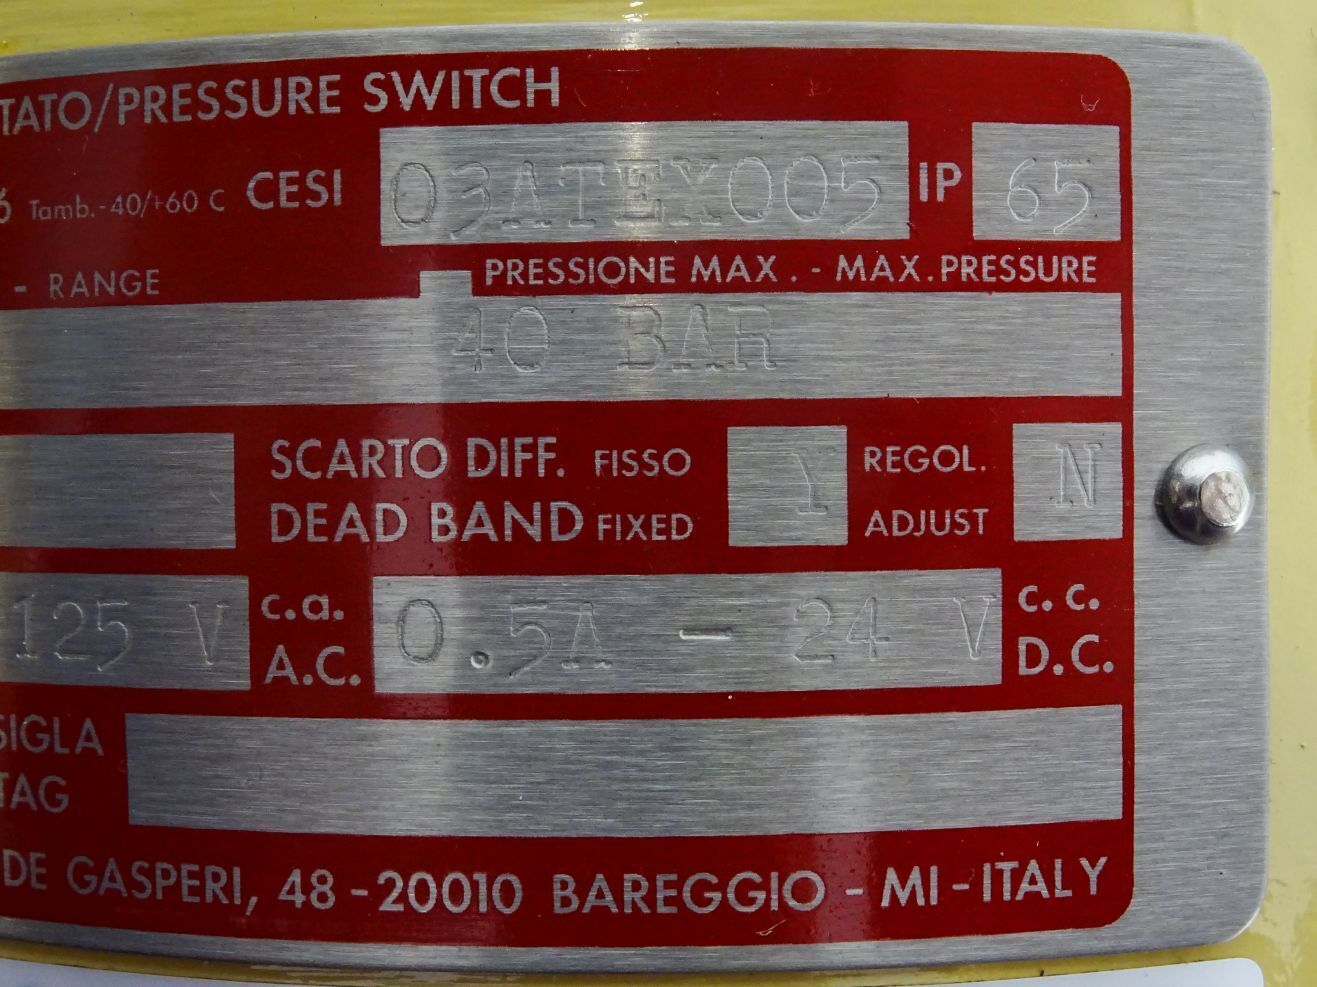 TATO/PRESSURE SWITCH
Tamb.-40/+60 C CESI 03ATEX005 IP 65
- RANGE PRESSIONE MAX. - MAX.PRESSURE
40 BAR
SCARTO DIFF. FISSO Y REGOL. N
DEAD BAND FIXED ADJUST
125 V c.a. 0.5A - 24 V c.c.
A.C. D.C.
SIGLA
TAG
DE GASPERI, 48 -20010 BAREGGIO - MI - ITALY